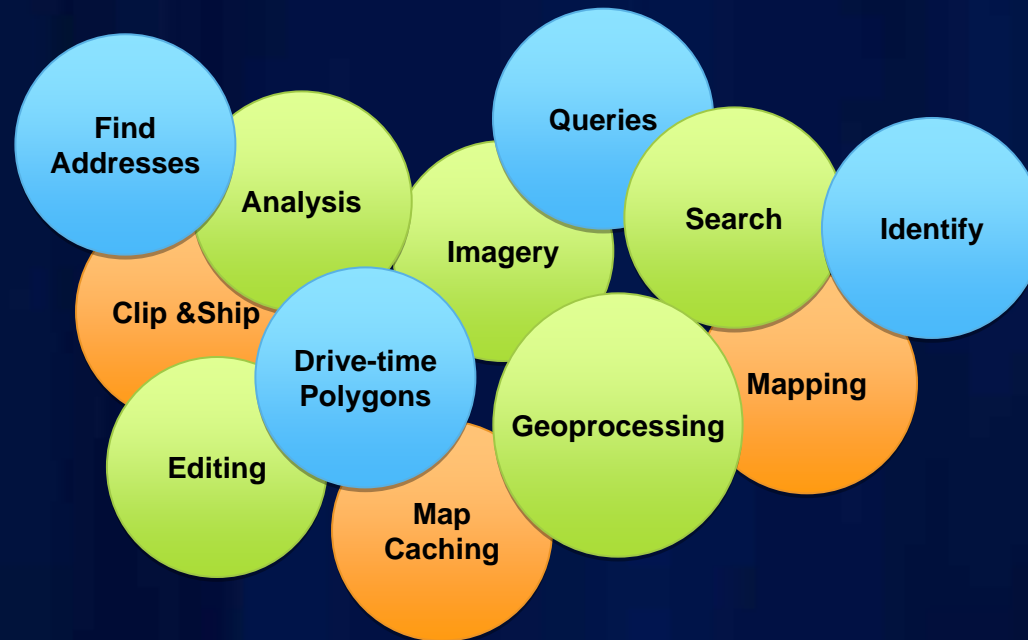 Find
Addresses
Analysis
Imagery
Queries
Search
Identify
Clip &Ship
Drive-time
Polygons
Geoprocessing
Mapping
Editing
Map
Caching